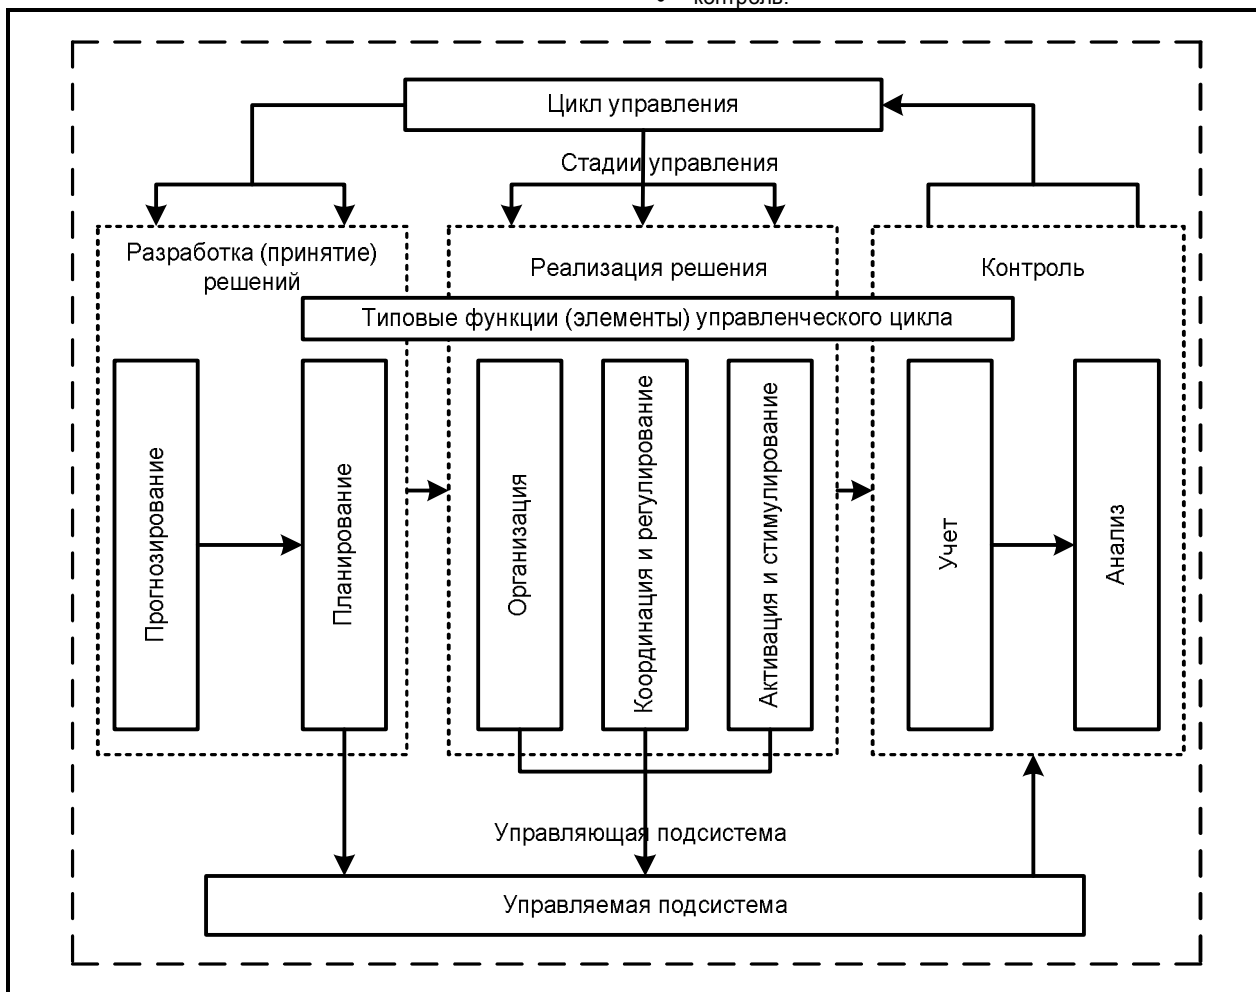 контроль.
Цикл управления
Стадии управления
Разработка (принятие)
решений
Реализация решения
Контроль
Типовые функции (элементы) управленческого цикла
Прогнозирование
Планирование
Организация
Координация и регулирование
Активация и стимулирование
Учет
Анализ
Управляющая подсистема
Управляемая подсистема